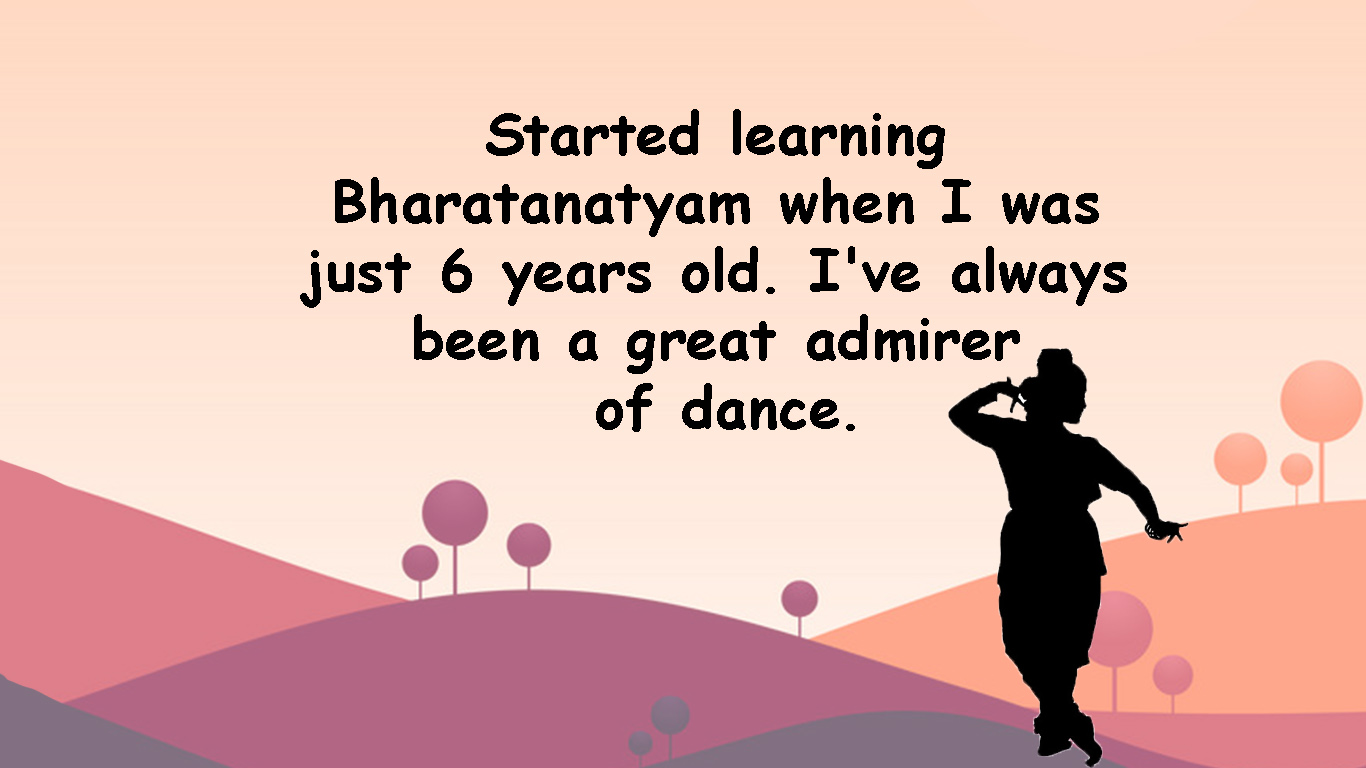 Started learning
Bharatanatyam when I was
just 6 years old. I've always
been a great admirer
of dance.